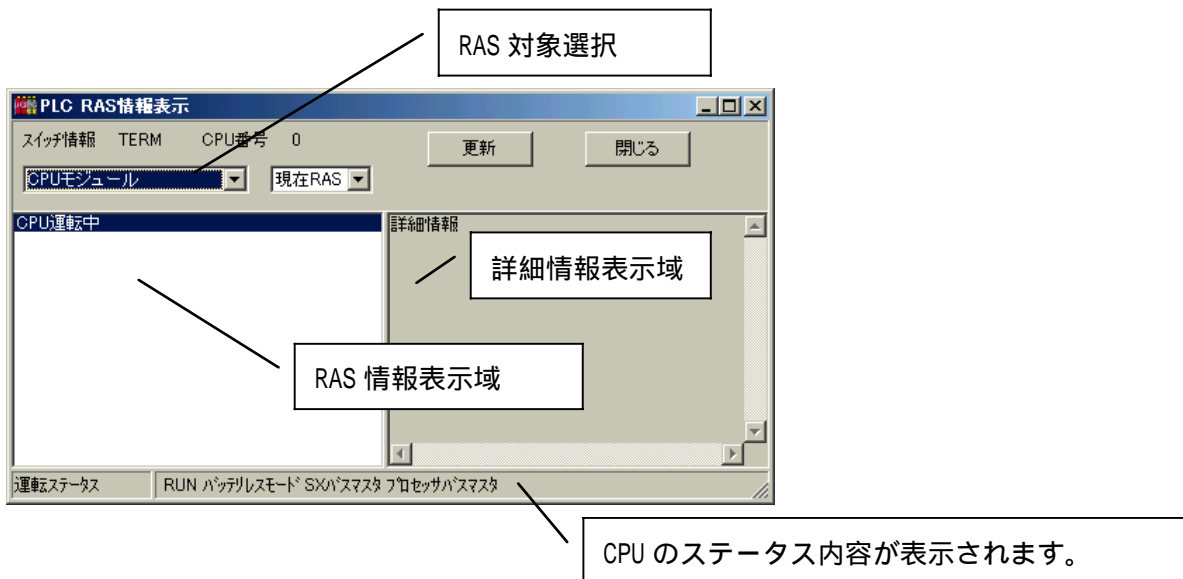 RAS 対象選択
PLC RAS情報表示
スイッチ情報 TERM CPU番号 0
更新
閉じる
CPUモジュール
現在RAS
CPU運転中
詳細情報
詳細情報表示域
RAS 情報表示域
運転ステータス
RUN バッテリレスモード SXバスマスタ プロセッサバスマスタ
CPU のステータス内容が表示されます。